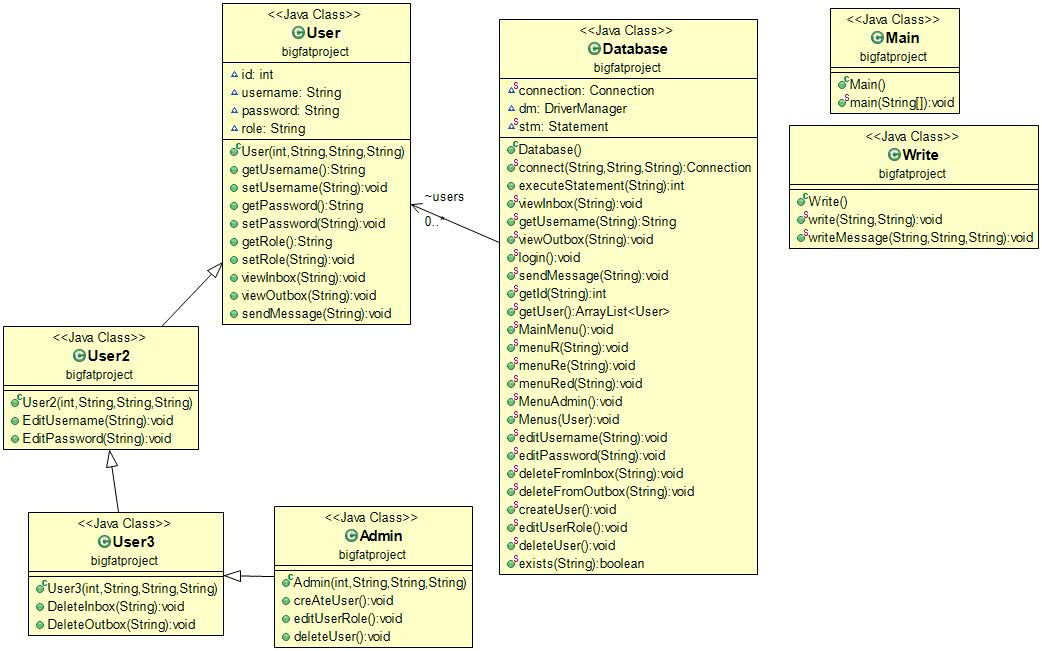 <<Java Class>>
User
bigfatproject
id: int
username: String
password: String
role: String
User(int,String,String,String)
getUsername():String
setUsername(String):void
getPassword():String
setPassword(String):void
getRole():String
setRole(String):void
viewInbox(String):void
viewOutbox(String):void
sendMessage(String):void
~users
0..*
<<Java Class>>
Database
bigfatproject
connection: Connection
dm: DriverManager
stm: Statement
Database()
connect(String,String,String):Connection
executeStatement(String):int
viewInbox(String):void
getUsername(String):String
viewOutbox(String):void
login():void
sendMessage(String):void
getId(String):int
getUser():ArrayList<User>
MainMenu():void
menuR(String):void
menuRe(String):void
menuRed(String):void
MenuAdmin():void
Menus(User):void
editUsername(String):void
editPassword(String):void
deleteFromInbox(String):void
deleteFromOutbox(String):void
createUser():void
editUserRole():void
deleteUser():void
exists(String):boolean
<<Java Class>>
Main
bigfatproject
Main()
main(String[]):void
<<Java Class>>
Write
bigfatproject
Write()
write(String,String):void
writeMessage(String,String,String):void
<<Java Class>>
User2
bigfatproject
User2(int,String,String,String)
EditUsername(String):void
EditPassword(String):void
<<Java Class>>
User3
bigfatproject
User3(int,String,String,String)
DeleteInbox(String):void
DeleteOutbox(String):void
<<Java Class>>
Admin
bigfatproject
Admin(int,String,String,String)
creAteUser():void
editUserRole():void
deleteUser():void